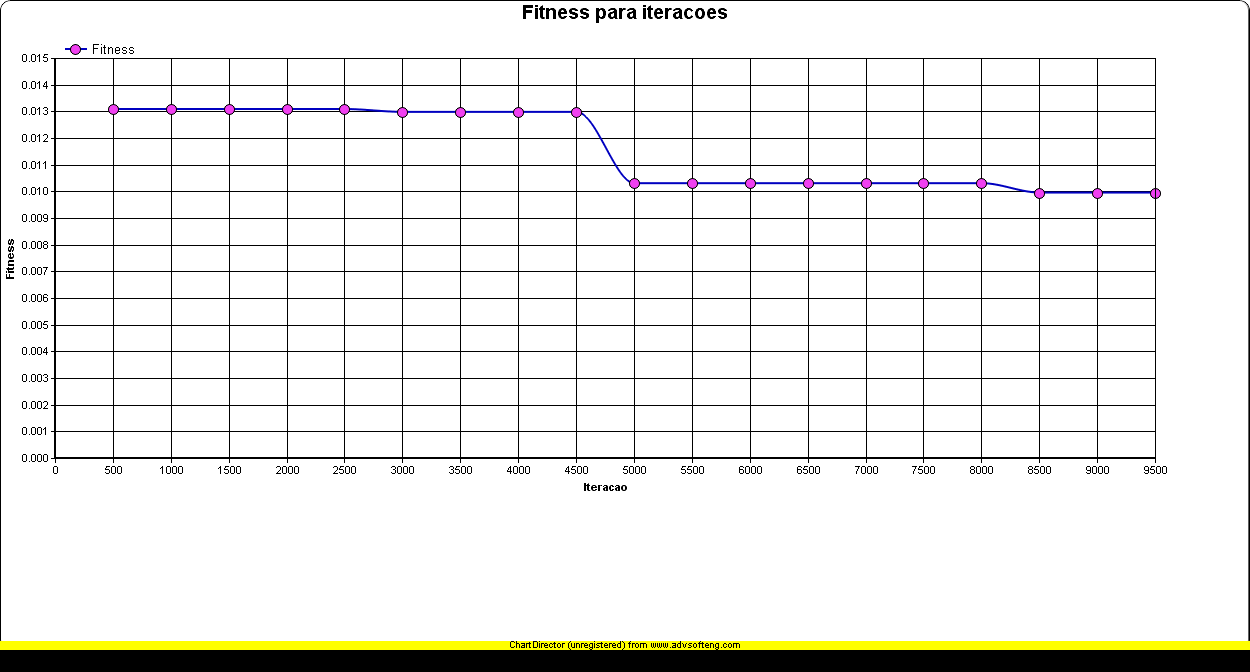 Fitness para iteracoes
Fitness
0.015
0.014
0.013
0.012
0.011
0.010
0.009
0.008
0.007
0.006
0.005
0.004
0.003
0.002
0.001
0.000
Fitness
0 500 1000 1500 2000 2500 3000 3500 4000 4500 5000 5500 6000 6500 7000 7500 8000 8500 9000 9500
Iteracao
ChartDirector (unregistered) from www.advsofteng.com